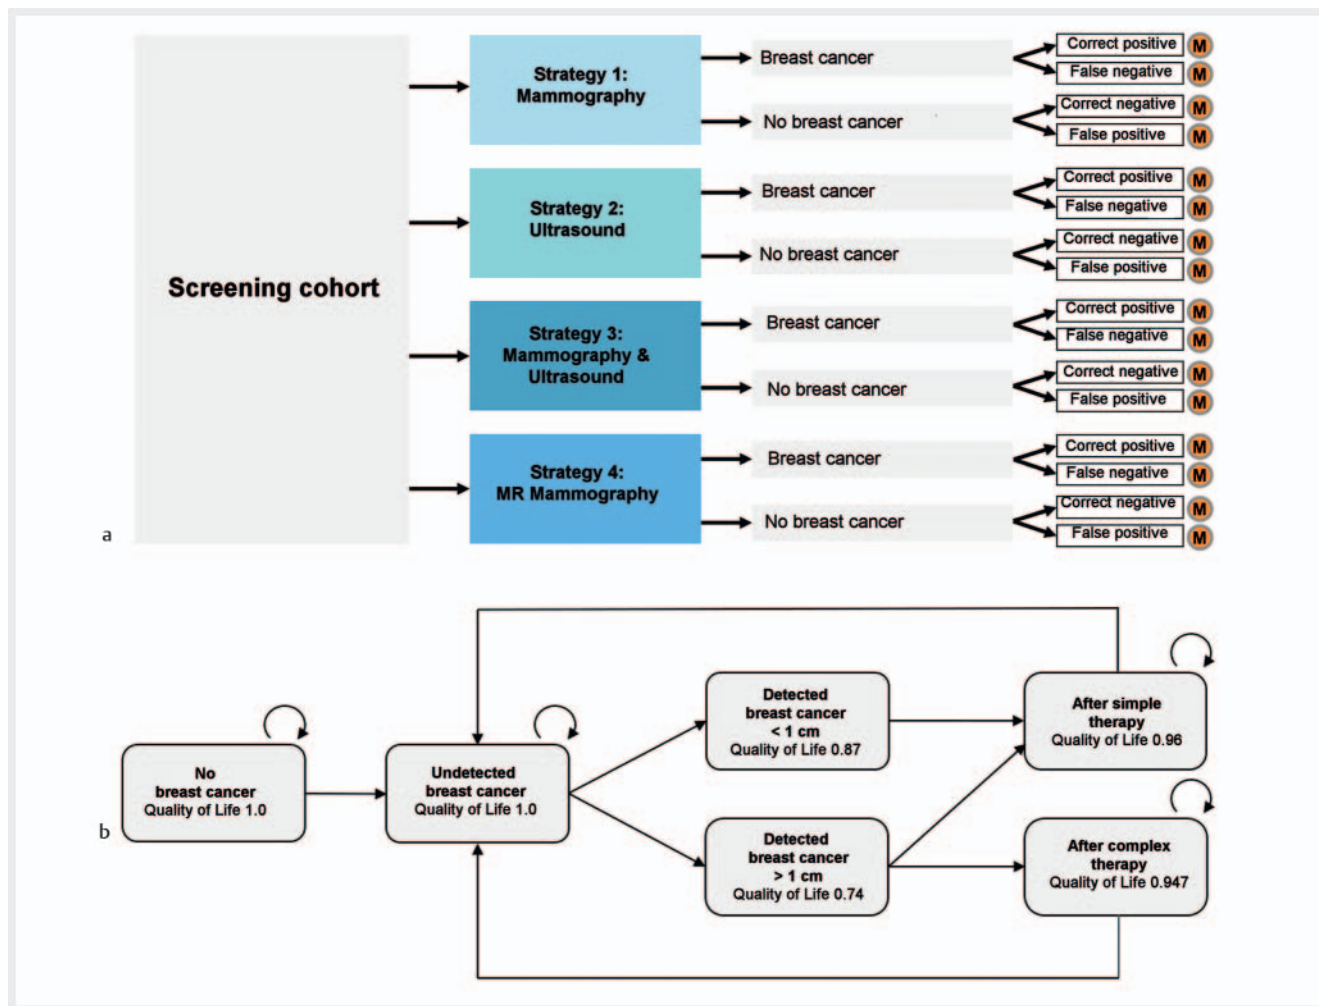 Screening cohort
Strategy 1:
Mammography
Breast cancer
Correct positive M
False negative M
No breast cancer
Correct negative M
False positive M
Strategy 2:
Ultrasound
Breast cancer
Correct positive M
False negative M
No breast cancer
Correct negative M
False positive M
Strategy 3:
Mammography &
Ultrasound
Breast cancer
Correct positive M
False negative M
No breast cancer
Correct negative M
False positive M
Strategy 4:
MR Mammography
Breast cancer
Correct positive M
False negative M
No breast cancer
Correct negative M
False positive M
a
No
breast cancer
Quality of Life 1.0
Undetected
breast cancer
Quality of Life 1.0
Detected
breast cancer
< 1 cm
Quality of Life 0.87
After simple
therapy
Quality of Life 0.96
Detected
breast cancer
> 1 cm
Quality of Life 0.74
After complex
therapy
Quality of Life 0.947
b